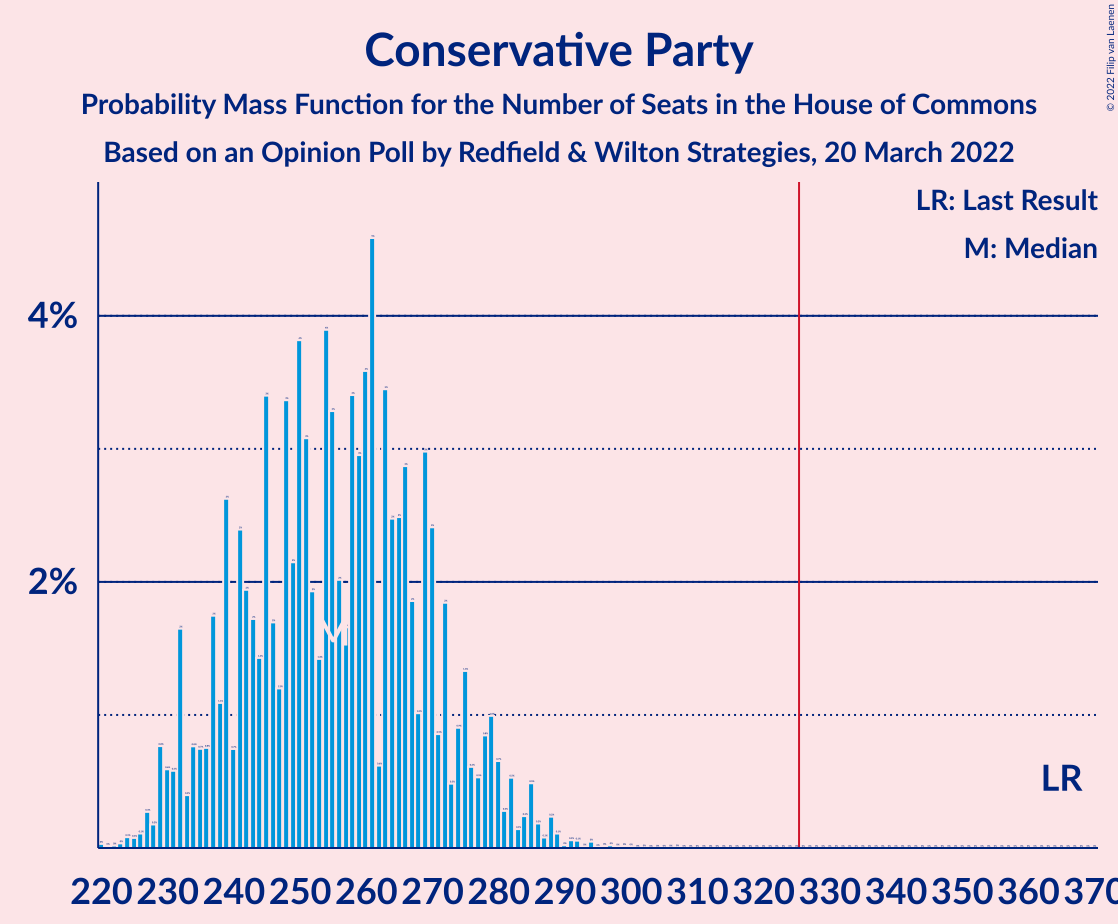 Conservative Party
Probability Mass Function for the Number of Seats in the House of Commons
Based on an Opinion Poll by Redfield & Wilton Strategies, 20 March 2022
© 2022 Filip van Laenen
LR: Last Result
M: Median
4%
2%
M
LR
220 230 240 250 260 270 280 290 300 310 320 330 340 350 360 370